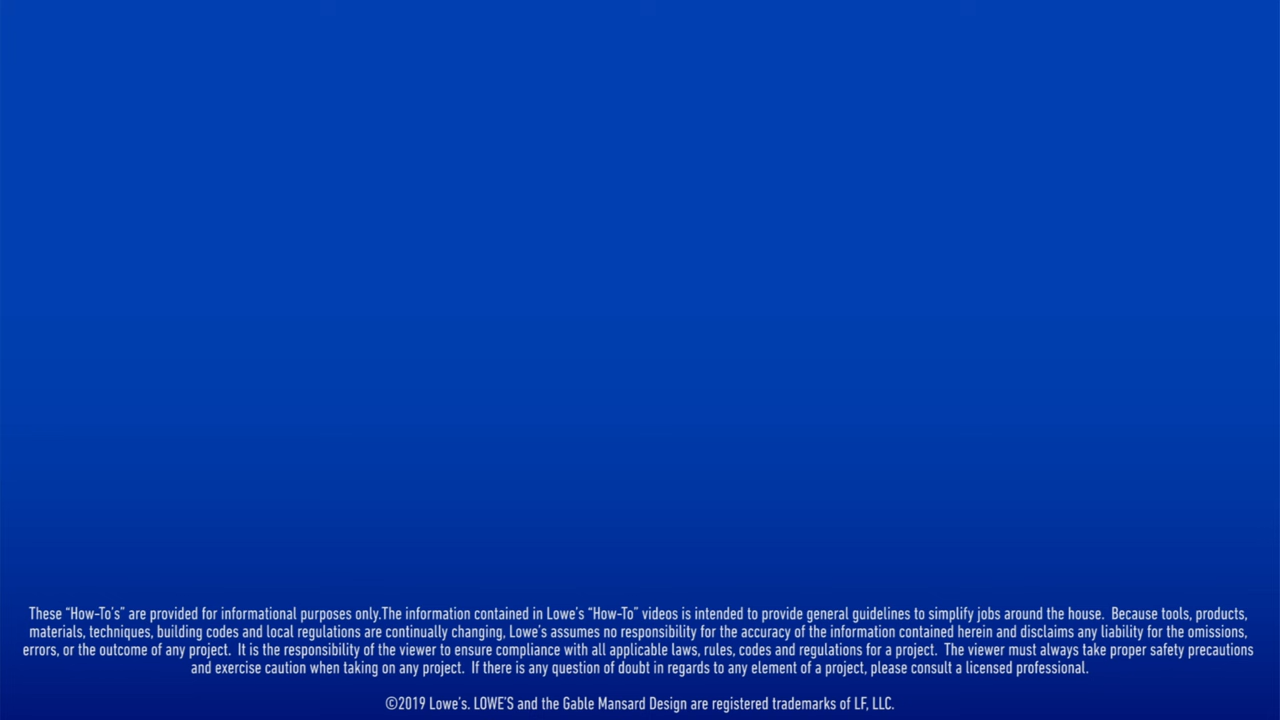 These “How-To’s” are provided for informational purposes only.The information contained in Lowe’s “How-To” videos is intended to provide general guidelines to simplify jobs around the house.  Because tools, products,
materials, techniques, building codes and local regulations are continually changing, Lowe’s assumes no responsibility for the accuracy of the information contained herein and disclaims any liability for the omissions,
errors, or the outcome of any project.  It is the responsibility of the viewer to ensure compliance with all applicable laws, rules, codes and regulations for a project.  The viewer must always take proper safety precautions
and exercise caution when taking on any project.  If there is any question of doubt in regards to any element of a project, please consult a licensed professional.
©2019 Lowe’s. LOWE’S and the Gable Mansard Design are registered trademarks of LF, LLC.